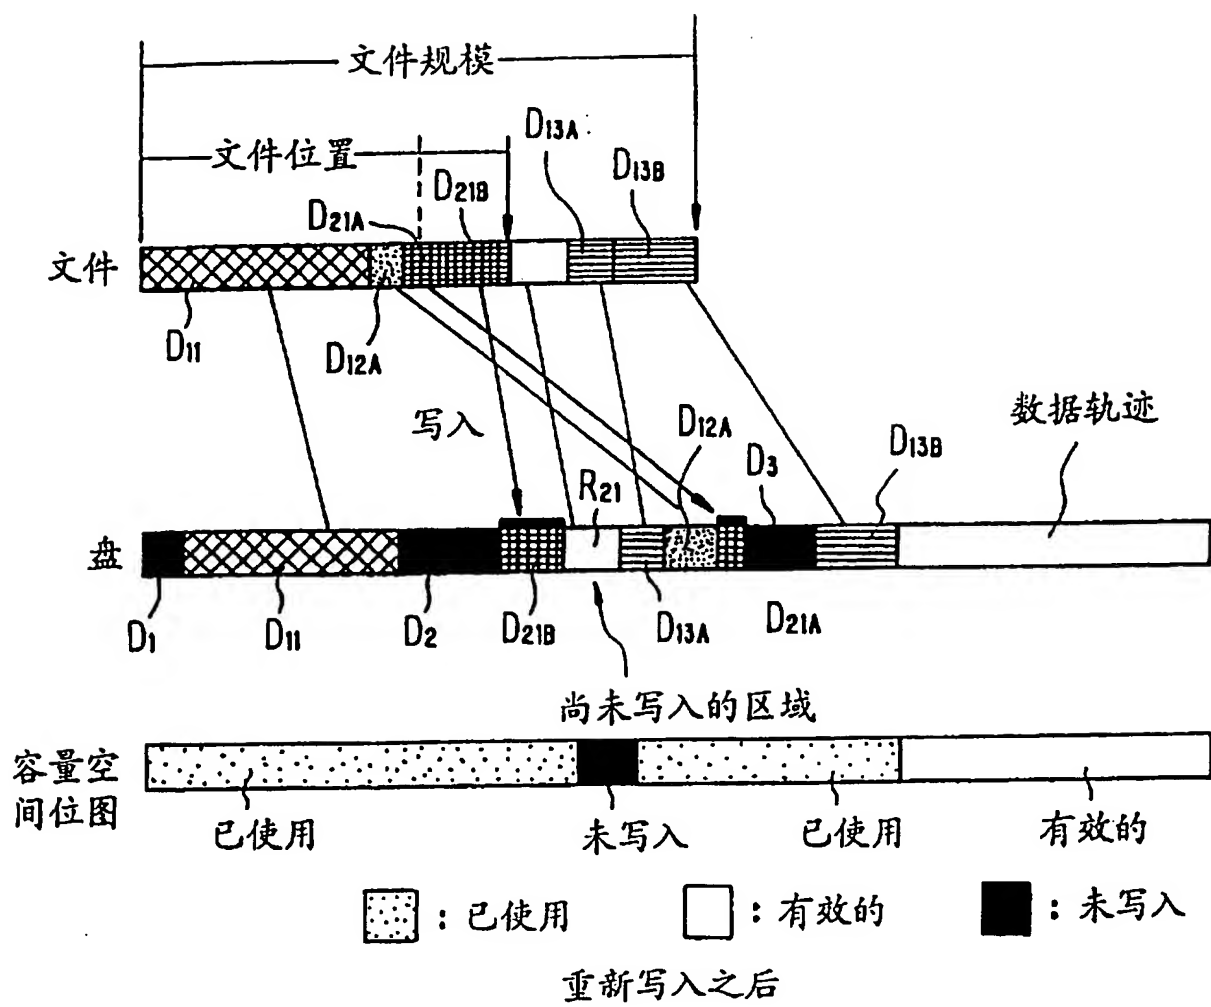 文件规模
文件位置
D13A
D13B
D21B
D21A
文件
D11
D12A
写入
数据轨迹
D12A
D3
D13B
R21
盘
D1
D11
D2
D21B
D13A
D21A
尚未写入的区域
容量空
间位图
已使用
未写入
已使用
有效的
：已使用
：有效的
：未写入
重新写入之后